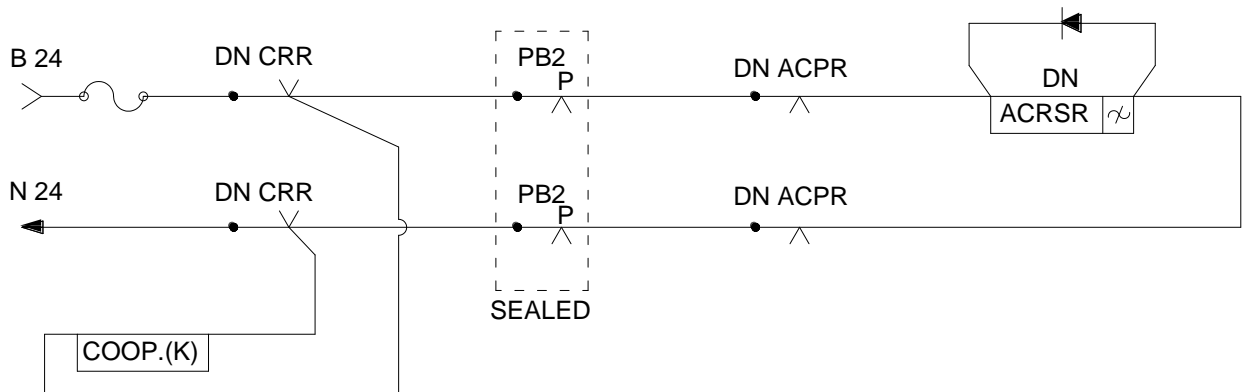 B 24
DN CRR
PB2
P
DN ACPR
DN
ACRSR
N 24
DN CRR
PB2
P
DN ACPR
SEALED
COOP.(K)